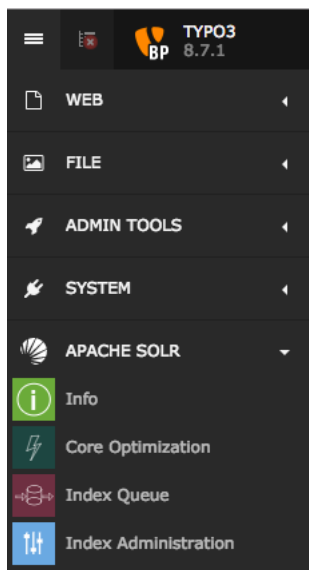 TYPO3
BP 8.7.1
WEB
FILE
ADMIN TOOLS
SYSTEM
APACHE SOLR
Info
Core Optimization
Index Queue
Index Administration